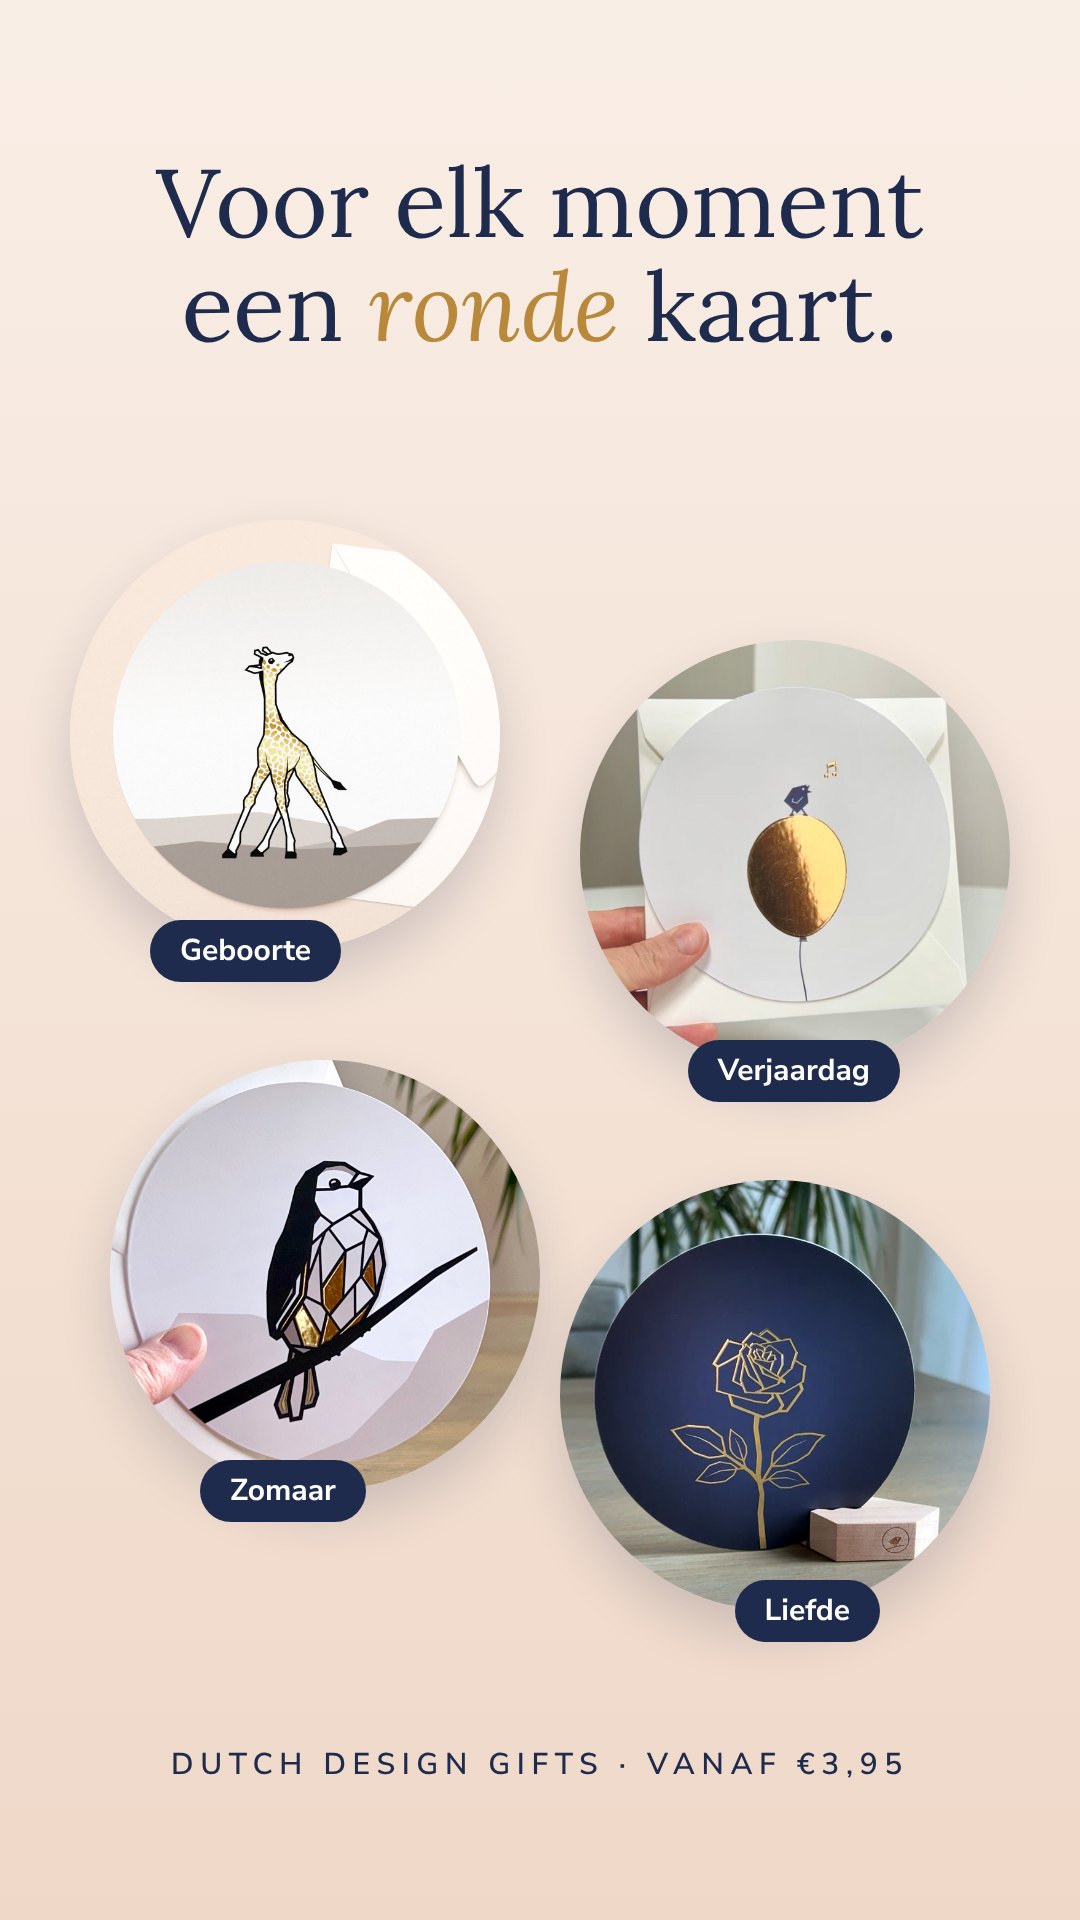 Voor elk moment
een ronde kaart.
Geboorte
Verjaardag
Zomaar
Liefde
DUTCH DESIGN GIFTS · VANAF €3,95